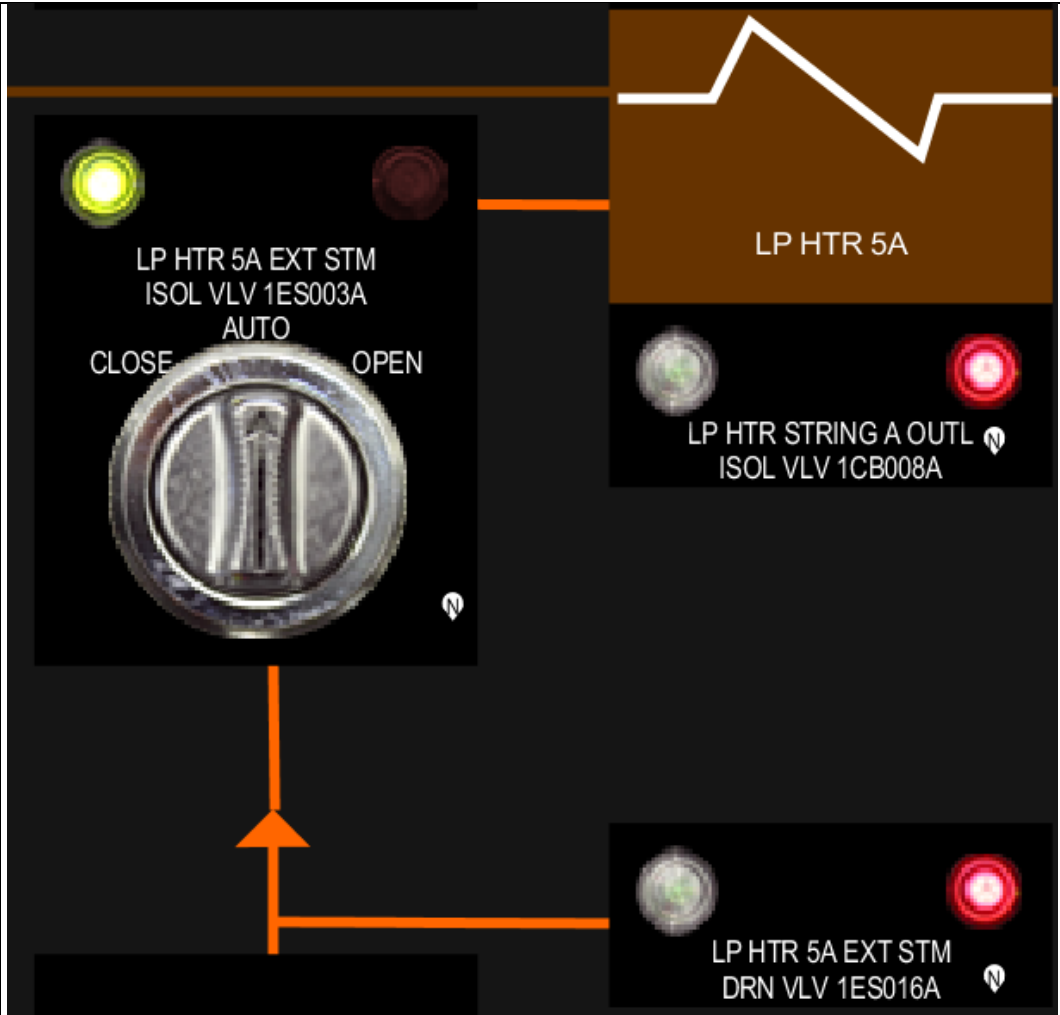 LP HTR 5A
LP HTR 5A EXT STM
ISOL VLV 1ES003A
AUTO
CLOSE OPEN
N
LP HTR STRING A OUTL
ISOL VLV 1CB008A
N
LP HTR 5A EXT STM
DRN VLV 1ES016A
N